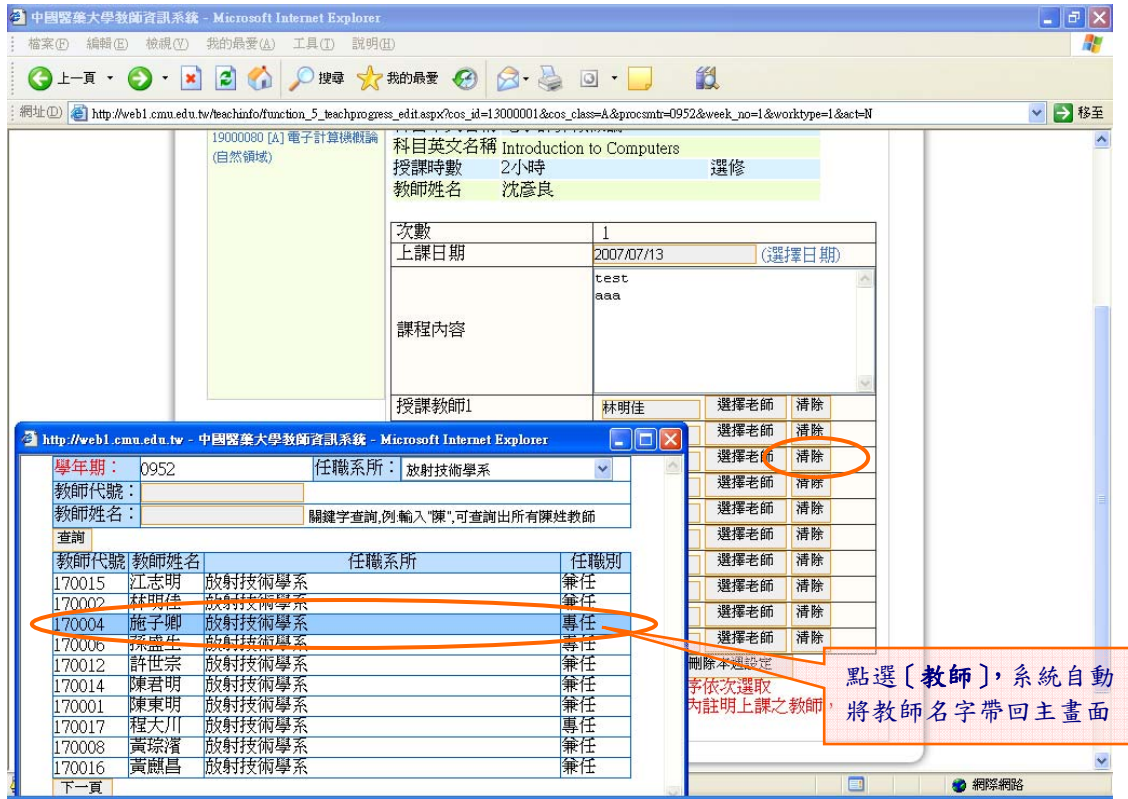 中國醫藥大學教師資訊系統 - Microsoft Internet Explorer
檔案(F) 編輯(E) 檢視(V) 我的最愛(A) 工具(T) 說明(H)
上一頁 搜尋 我的最愛
網址(D) http://web1.cmu.edu.tw/teachinfo/function_5_teachprogress_edit.aspx?cos_id=13000001&cos_class=A&procsmtr=0952&week_no=1&worktype=1&act=N 移至
19000080 [A] 電子計算機概論
(自然領域)
科目英文名稱 Introduction to Computers
授課時數 2小時 選修
教師姓名 沈彥良
次數 1
上課日期 2007/07/13 (選擇日期)
課程內容
test
aaa
授課教師1 林明佳 選擇老師 清除
選擇老師 清除
選擇老師 清除
選擇老師 清除
選擇老師 清除
選擇老師 清除
選擇老師 清除
選擇老師 清除
選擇老師 清除
選擇老師 清除
刪除本週設定
字依次選取
內註明上課之教師，
http://web1.cmu.edu.tw - 中國醫藥大學教師資訊系統 - Microsoft Internet Explorer
學年期： 0952 任職系所： 放射技術學系
教師代號：
教師姓名： 關鍵字查詢,例:輸入"陳",可查詢出所有陳姓教師
查詢
教師代號 教師姓名 任職系所 任職別
170015 江志明 放射技術學系 兼任
170002 林明佳 放射技術學系 兼任
170004 施子卿 放射技術學系 專任
170006 孫盛生 放射技術學系 專任
170012 許世宗 放射技術學系 兼任
170014 陳君明 放射技術學系 兼任
170001 陳東明 放射技術學系 兼任
170017 程大川 放射技術學系 專任
170008 黃琮濱 放射技術學系 兼任
170016 黃麒昌 放射技術學系 兼任
下一頁
點選〔教師〕，系統自動
將教師名字帶回主畫面
網際網路